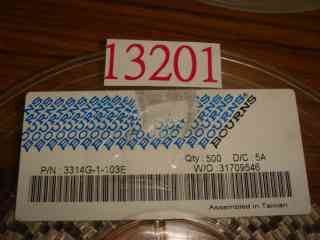 13201
BOURNS®
Qty : 500 D/C 5A
P/N : 3314G-1-103E W/O : 31709546
Assembled in Taiwan